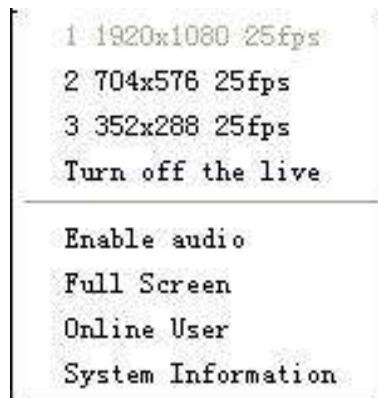 1 1920x1080 25fps
2 704x576 25fps
3 352x288 25fps
Turn off the live
Enable audio
Full Screen
Online User
System Information